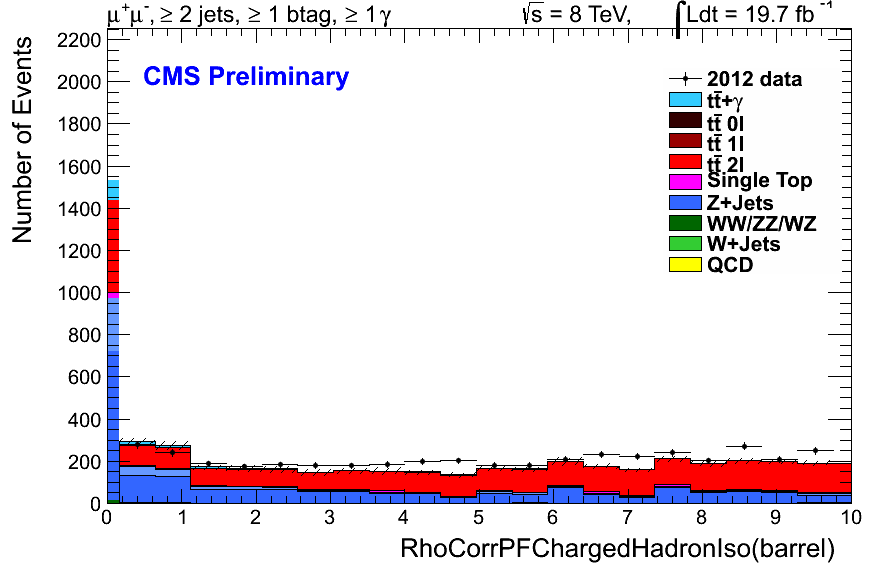 μ⁺μ⁻, ≥ 2 jets, ≥ 1 btag, ≥ 1 γ √s = 8 TeV, ∫Ldt = 19.7 fb⁻¹
CMS Preliminary
2012 data
tt̄+γ
tt̄ 0l
tt̄ 1l
tt̄ 2l
Single Top
Z+Jets
WW/ZZ/WZ
W+Jets
QCD
Number of Events
2200
2000
1800
1600
1400
1200
1000
800
600
400
200
0
0 1 2 3 4 5 6 7 8 9 10
RhoCorrPFChargedHadronIso(barrel)